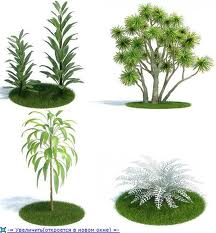 -= Увеличить(откроется в новом окне) =-